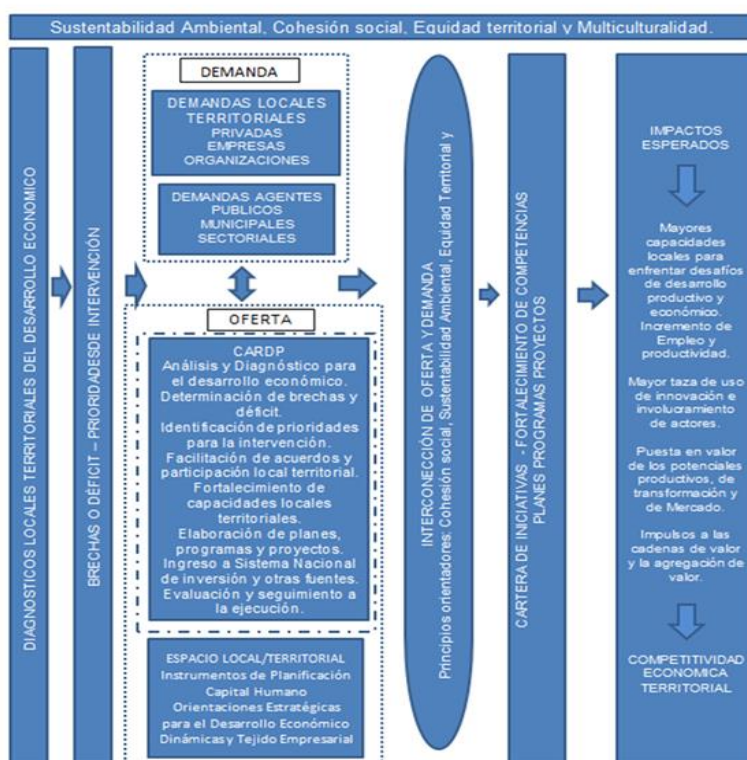 Sustentabilidad Ambiental, Cohesión social, Equidad territorial y Multiculturalidad.
DIAGNOSTICOS LOCALES TERRITORIALES DEL DESARROLLO ECONOMICO
BRECHAS O DÉFICIT – PRIORIDADESDE INTERVENCIÓN
DEMANDA
DEMANDAS LOCALES
TERRITORIALES
PRIVADAS
EMPRESAS
ORGANIZACIONES
DEMANDAS AGENTES
PUBLICOS
MUNICIPALES
SECTORIALES
OFERTA
CARDP
Análisis y Diagnóstico para
el desarrollo económico.
Determinación de brechas y
déficit.
Identificación de prioridades
para la intervención.
Facilitación de acuerdos y
participación local territorial.
Fortalecimiento de
capacidades locales
territoriales.
Elaboración de planes,
programas y proyectos.
Ingreso a Sistema Nacional
de inversión y otras fuentes.
Evaluación y seguimiento a
la ejecución.
ESPACIO LOCAL/TERRITORIAL
Instrumentos de Planificación
Capital Humano
Orientaciones Estratégicas
para el Desarrollo Económico
Dinámicas y Tejido Empresarial
INTERCONECCIÓN DE OFERTA Y DEMANDA
Principios orientadores: Cohesión social, Sustentabilidad Ambiental, Equidad Territorial y
CARTERA DE INICIATIVAS - FORTALECIMIENTO DE COMPETENCIAS
PLANES PROGRAMAS PROYECTOS
IMPACTOS
ESPERADOS
Mayores
capacidades
locales para
enfrentar desafíos
de desarrollo
productivo y
económico.
Incremento de
Empleo y
productividad.
Mayor taza de uso
de innovación e
involucramiento
de actores.
Puesta en valor
de los potenciales
productivos, de
transformación y
de Mercado.
Impulsos a las
cadenas de valor
y la agregación de
valor.
COMPETITIVIDAD
ECONOMICA
TERRITORIAL